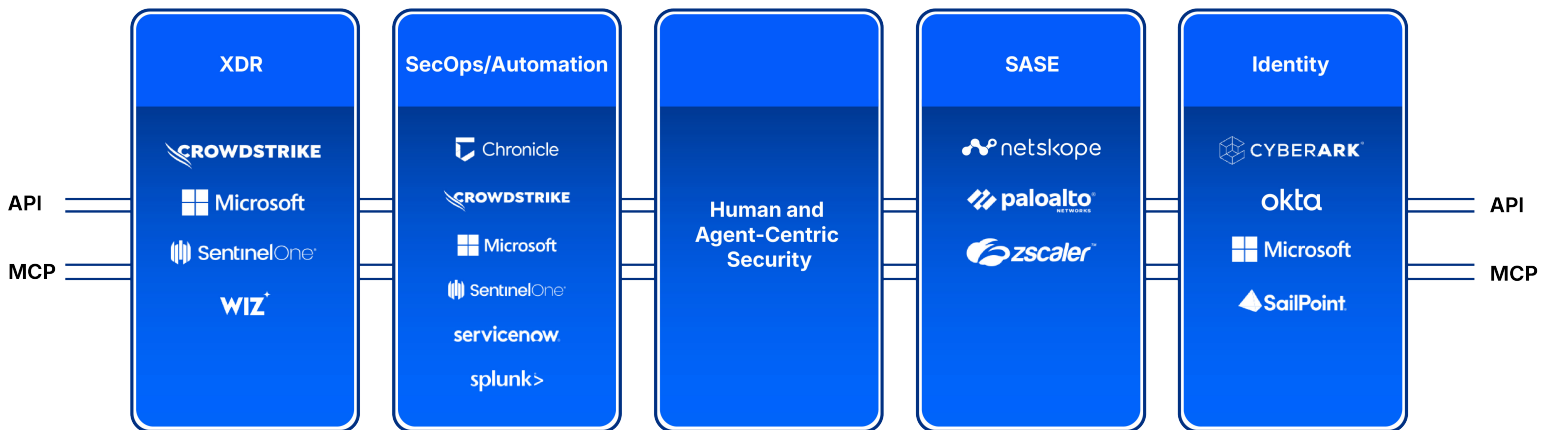 XDR
CROWDSTRIKE
Microsoft
SentinelOne®
WIZ
SecOps/Automation
Chronicle
CROWDSTRIKE
Microsoft
SentinelOne®
servicenow.
splunk>
Human and
Agent-Centric
Security
SASE
netskope
paloalto®
NETWORKS
zscaler™
Identity
CYBERARK®
okta
Microsoft
SailPoint.
API
MCP
API
MCP